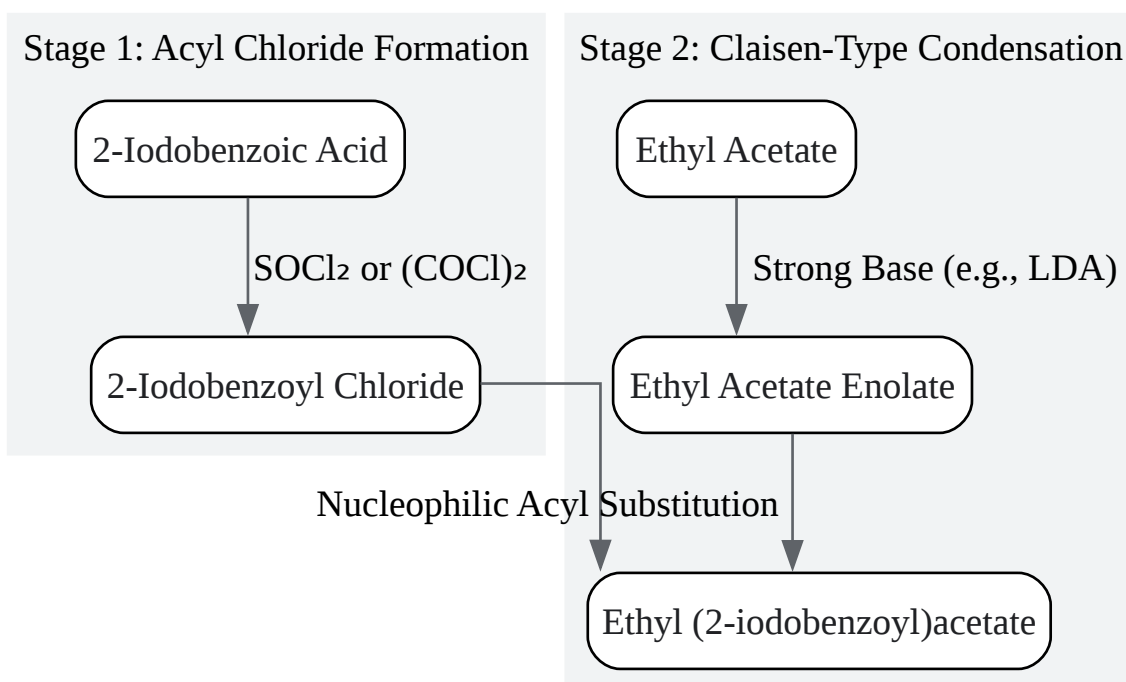 Stage 1: Acyl Chloride Formation
2-Iodobenzoic Acid
SOCl₂ or (COCl)₂
2-Iodobenzoyl Chloride
Stage 2: Claisen-Type Condensation
Ethyl Acetate
Strong Base (e.g., LDA)
Ethyl Acetate Enolate
Nucleophilic Acyl Substitution
Ethyl (2-iodobenzoyl)acetate